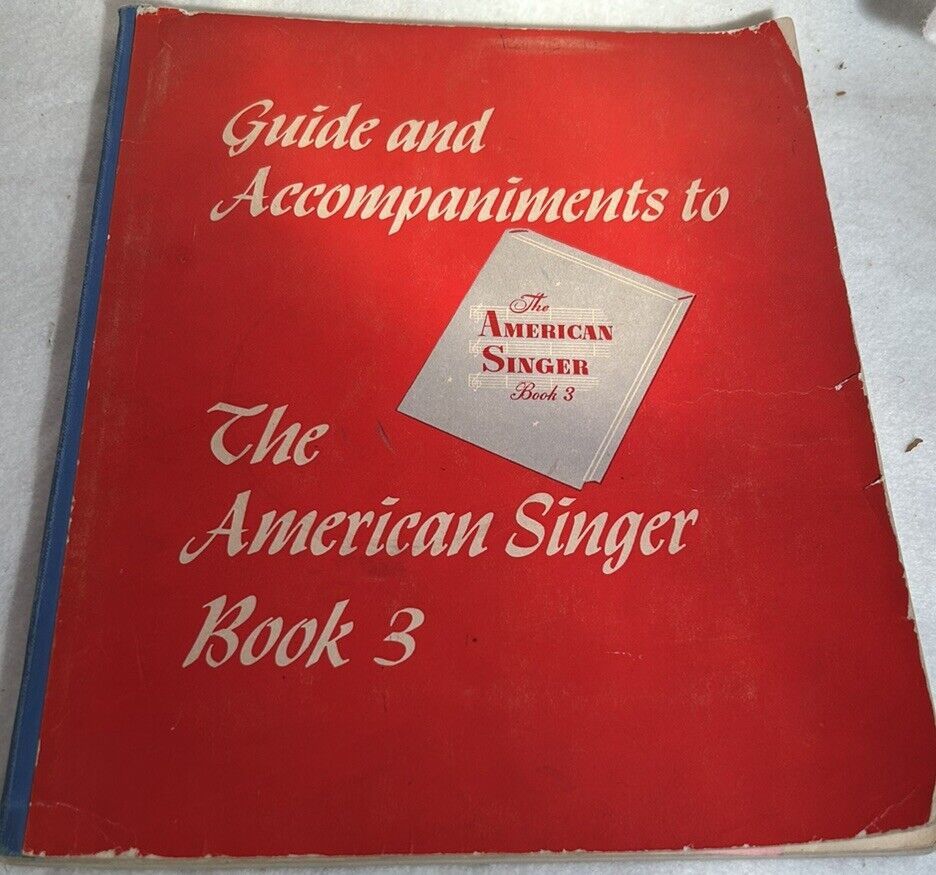 Guide and
Accompaniments to
The
AMERICAN
SINGER
Book 3
The
American Singer
Book 3